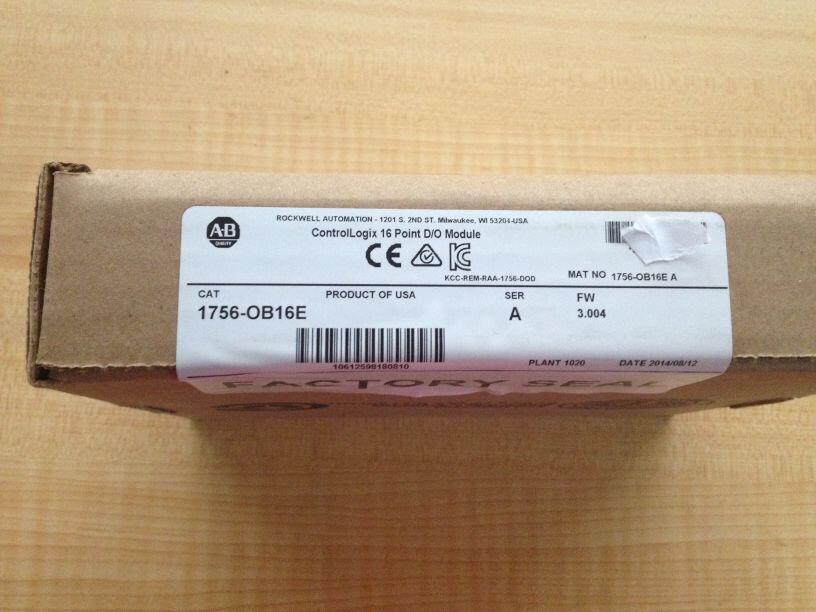 A·B
QUALITY
ROCKWELL AUTOMATION - 1201 S. 2ND ST. Milwaukee, WI 53204-USA
ControlLogix 16 Point D/O Module
CE
KCC-REM-RAA-1756-DOD
MAT NO 1756-OB16E A
CAT
1756-OB16E
PRODUCT OF USA
SER
A
FW
3.004
10612598180810
PLANT 1020
DATE 2014/08/12
FACTORY SEAL